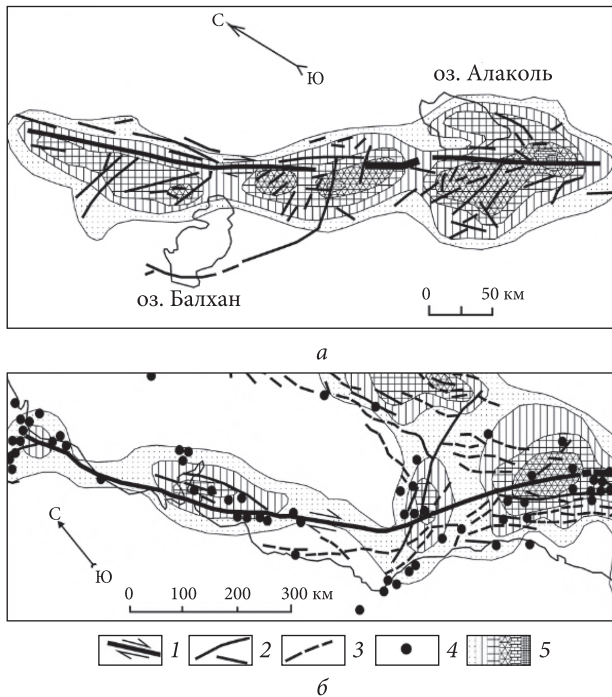 С
Ю
оз. Алаколь
оз. Балхан
0 50 км
а
С
Ю
0 100 200 300 км
1 2 3 4 5
б